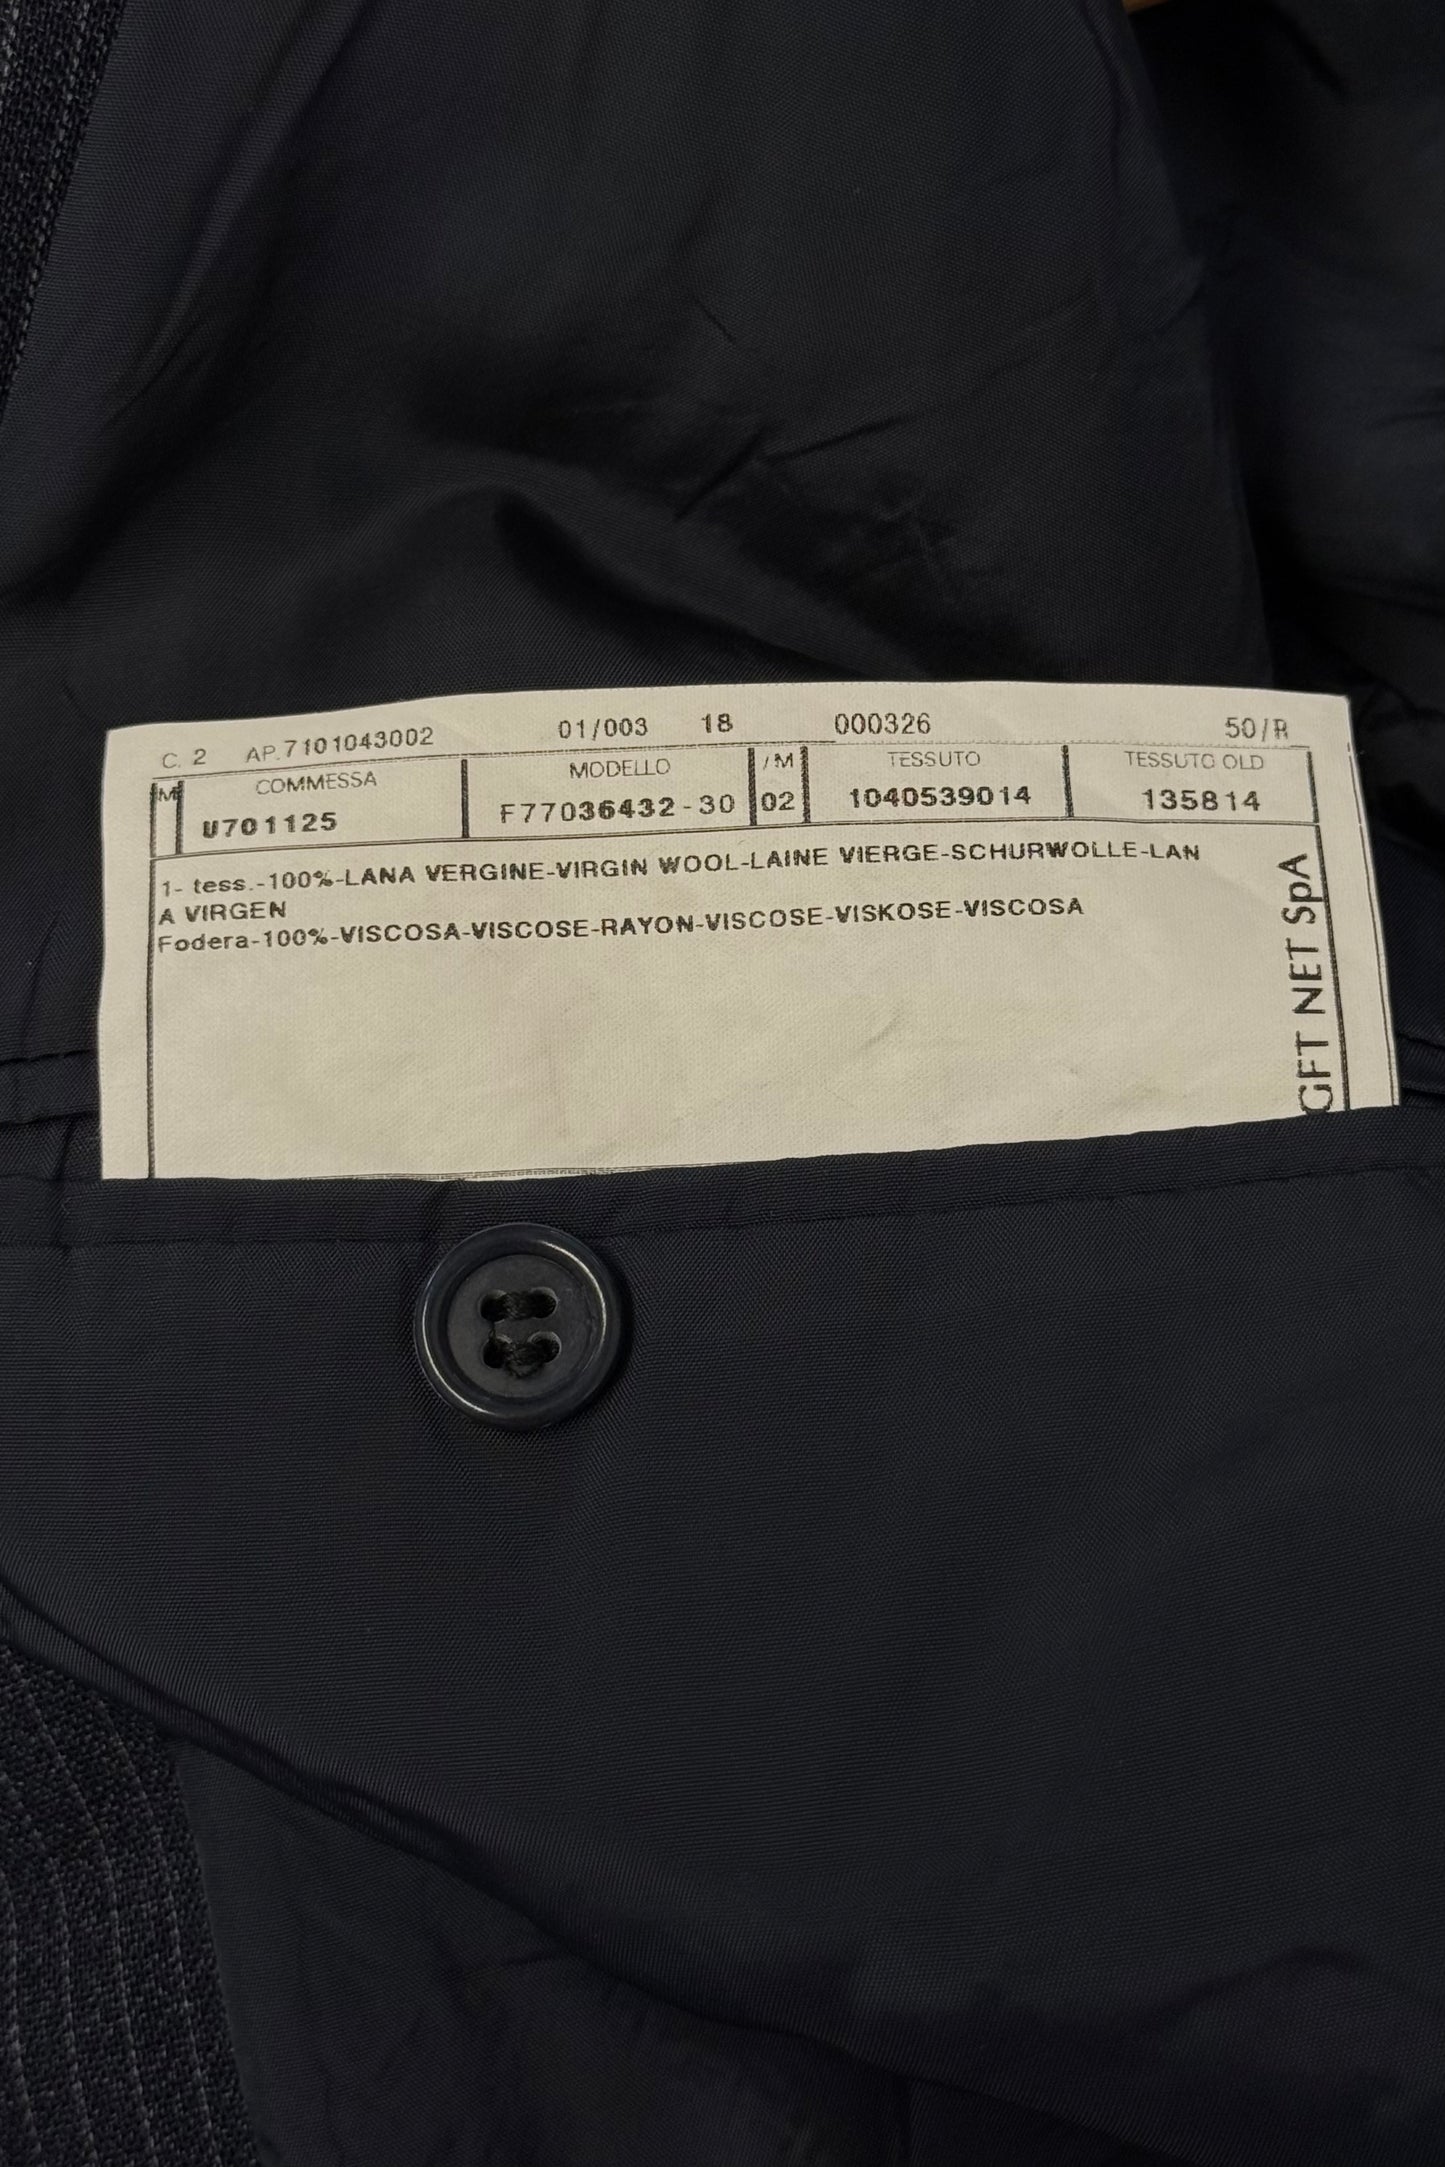 C. 2 AP.7101043002 01/003 18 000326 50/R
M COMMESSA MODELLO /M TESSUTO TESSUTO OLD
U701125 F77036432-30 02 1040539014 135814
1- tess.-100%-LANA VERGINE-VIRGIN WOOL-LAINE VIERGE-SCHURWOLLE-LAN
A VIRGEN
Fodera-100%-VISCOSA-VISCOSE-RAYON-VISCOSE-VISKOSE-VISCOSA
GFT NET SpA